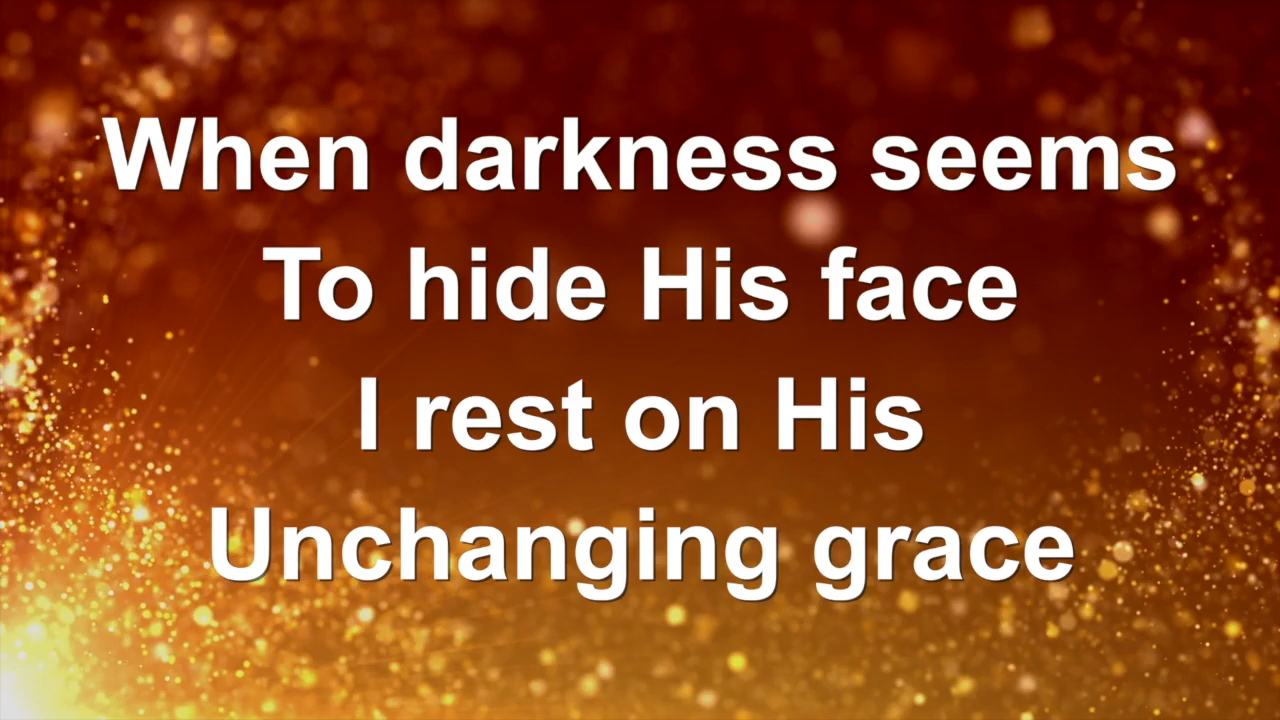 When darkness seems
To hide His face
I rest on His
Unchanging grace